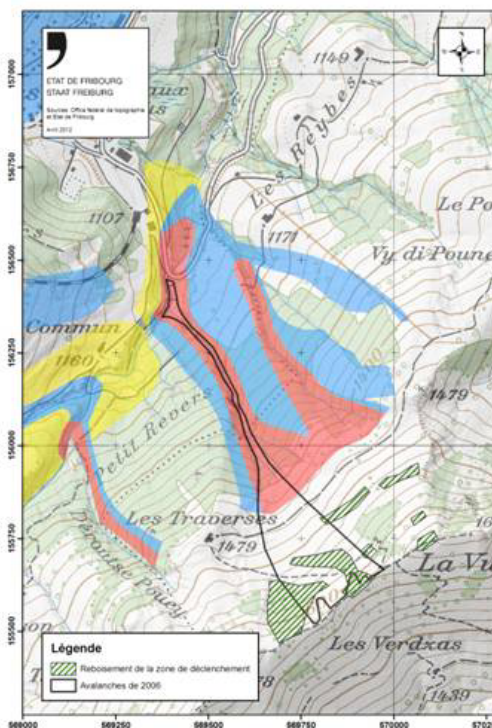 ETAT DE FRIBOURG
STAAT FREIBURG
Sources: Office fédéral de topographie
et Etat de Fribourg
Avril 2012
1149
Les Reybes
1107
1171
Le Po
Vy di Poune
Commun
1160
1479
Petit Revers
Les Traverses
1479
La Vu
Les Verdxas
78
1439
157000
156750
156500
156250
156000
155750
155500
Légende
Reboisement de la zone de déclenchement
Avalanches de 2006
569000
569250
569500
569750
570000